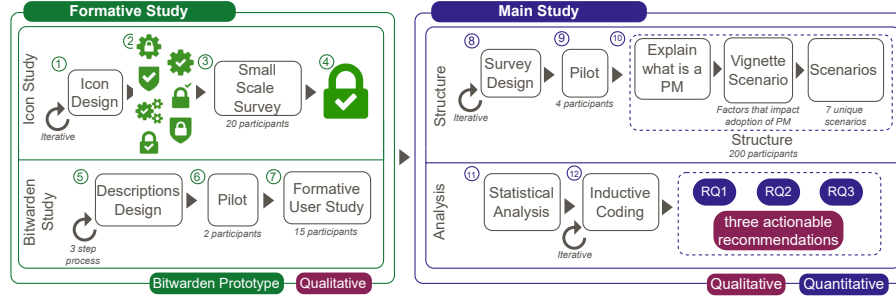 Formative Study
Icon Study
1
Icon
Design
Iterative
2
3
Small
Scale
Survey
20 participants
4
Bitwarden
Study
5
Descriptions
Design
3 step
process
6
Pilot
2 participants
7
Formative
User Study
15 participants
Bitwarden Prototype
Qualitative
Main Study
Structure
8
Survey
Design
Iterative
9
Pilot
4 participants
10
Explain
what is a
PM
Vignette
Scenario
Factors that impact
adoption of PM
Scenarios
7 unique
scenarios
Structure
200 participants
Analysis
11
Statistical
Analysis
12
Inductive
Coding
Iterative
RQ1
RQ2
RQ3
three actionable
recommendations
Qualitative
Quantitative